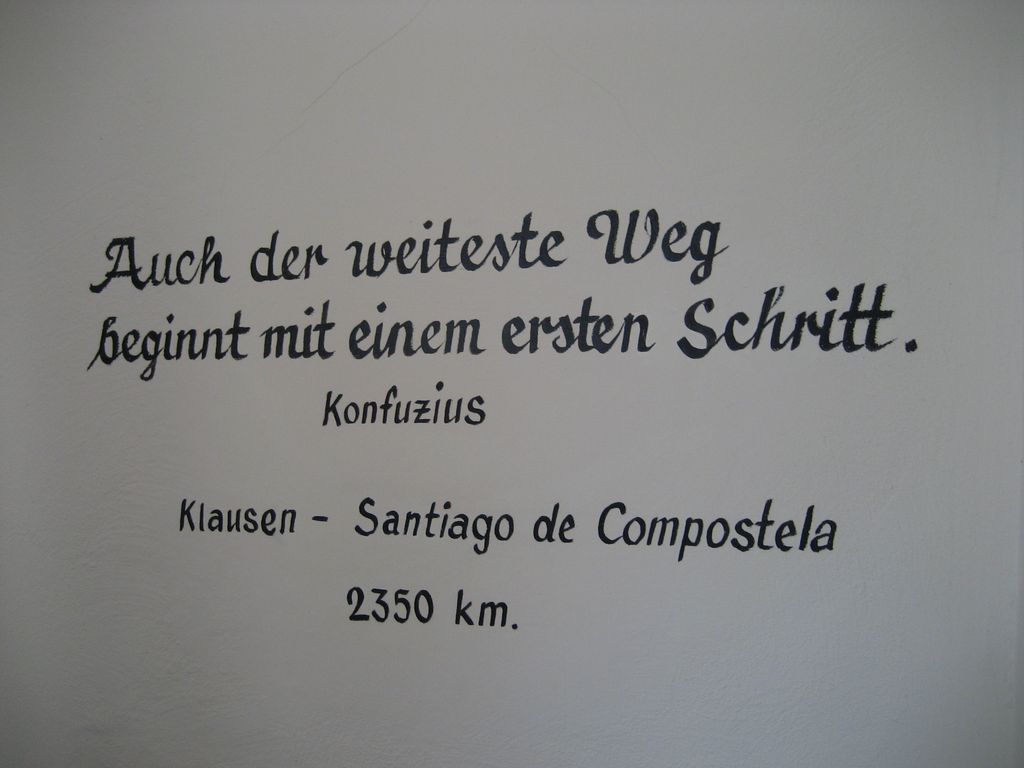 Auch der weiteste Weg
beginnt mit einem ersten Schritt.
Konfuzius
Klausen - Santiago de Compostela
2350 km.